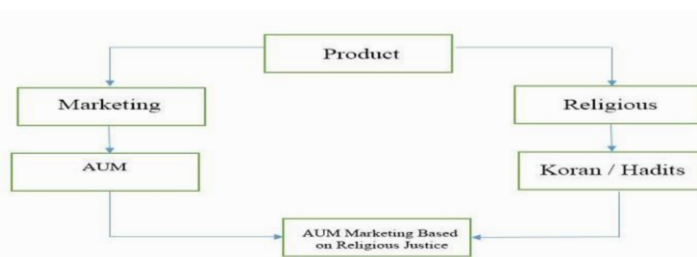 Product
Marketing
Religious
AUM
Koran / Hadits
AUM Marketing Based
on Religious Justice